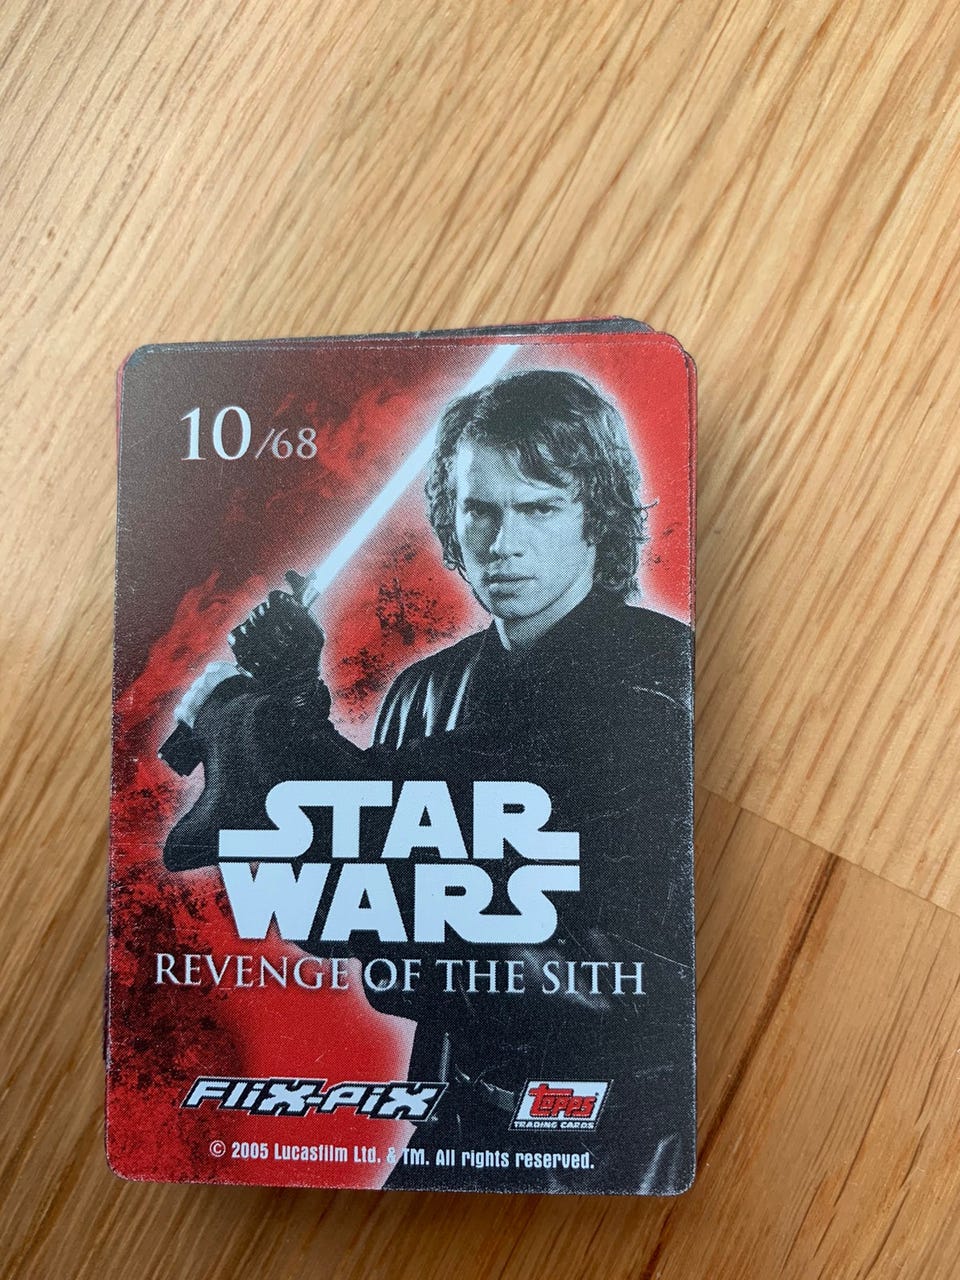 10/68
STAR
WARS
REVENGE OF THE SITH
FLiX-PiX
topps
TRADING CARDS
© 2005 Lucasfilm Ltd. & TM. All rights reserved.